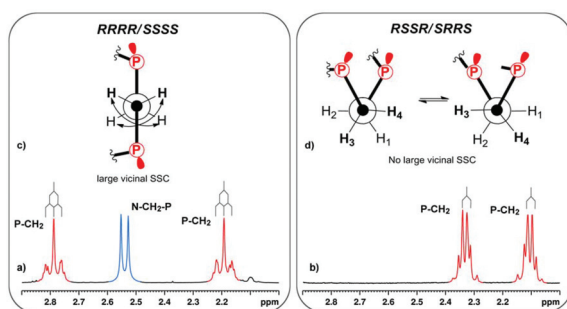 RRRR/SSSS
P
H H
H H
P
c)
large vicinal SSC
N-CH2-P
P-CH2
P-CH2
a)
2.8 2.7 2.6 2.5 2.4 2.3 2.2 ppm
RSSR/SRRS
P P
H2 H4
H3 H1
P P
H3 H1
H2 H4
d)
No large vicinal SSC
P-CH2
P-CH2
b)
2.8 2.7 2.6 2.5 2.4 2.3 2.2 2.1 ppm